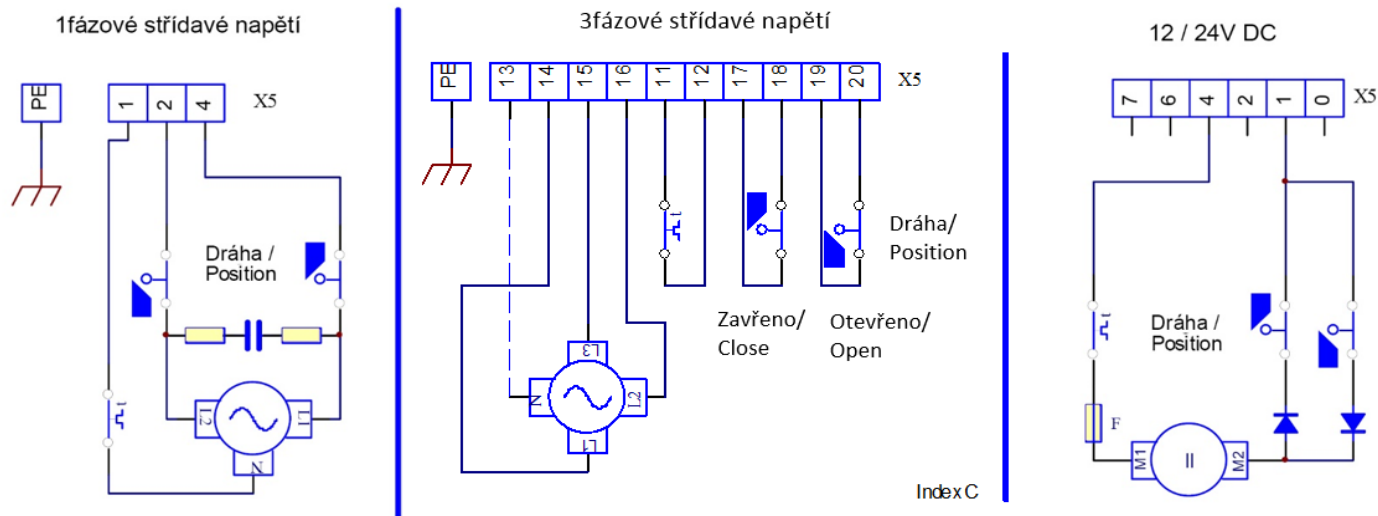 1fázové střídavé napětí
PE
1 2 4 X5
Dráha /
Position
t
L2 L1
N
3fázové střídavé napětí
PE
13 14 15 16 11 12 17 18 19 20 X5
t
Dráha/
Position
Zavřeno/
Close
Otevřeno/
Open
L3
N L2
L1
Index C
12 / 24V DC
7 6 4 2 1 0 X5
t
Dráha /
Position
F
M1 II M2